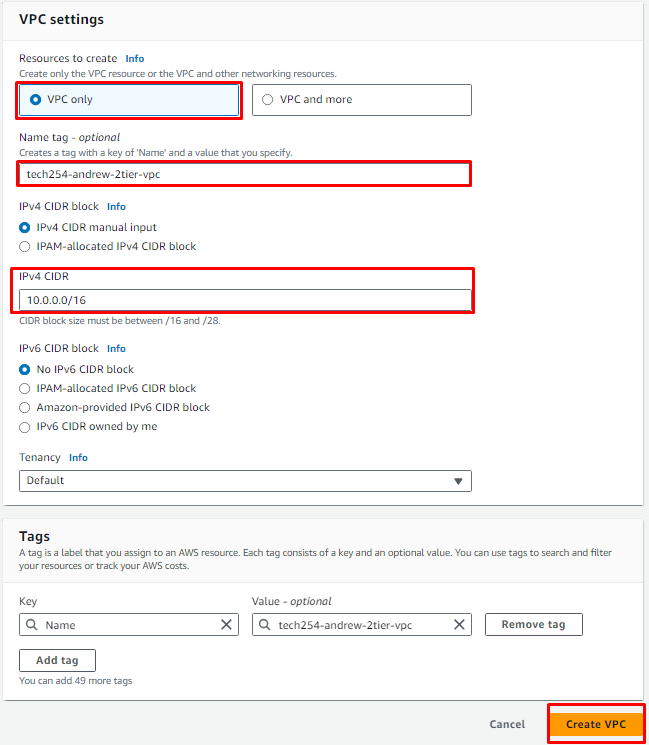 VPC settings
Resources to create Info
Create only the VPC resource or the VPC and other networking resources.
VPC only
VPC and more
Name tag - optional
Creates a tag with a key of 'Name' and a value that you specify.
tech254-andrew-2tier-vpc
IPv4 CIDR block Info
IPv4 CIDR manual input
IPAM-allocated IPv4 CIDR block
IPv4 CIDR
10.0.0.0/16
CIDR block size must be between /16 and /28.
IPv6 CIDR block Info
No IPv6 CIDR block
IPAM-allocated IPv6 CIDR block
Amazon-provided IPv6 CIDR block
IPv6 CIDR owned by me
Tenancy Info
Default
Tags
A tag is a label that you assign to an AWS resource. Each tag consists of a key and an optional value. You can use tags to search and filter
your resources or track your AWS costs.
Key
Value - optional
Name
tech254-andrew-2tier-vpc
Remove tag
Add tag
You can add 49 more tags
Cancel
Create VPC